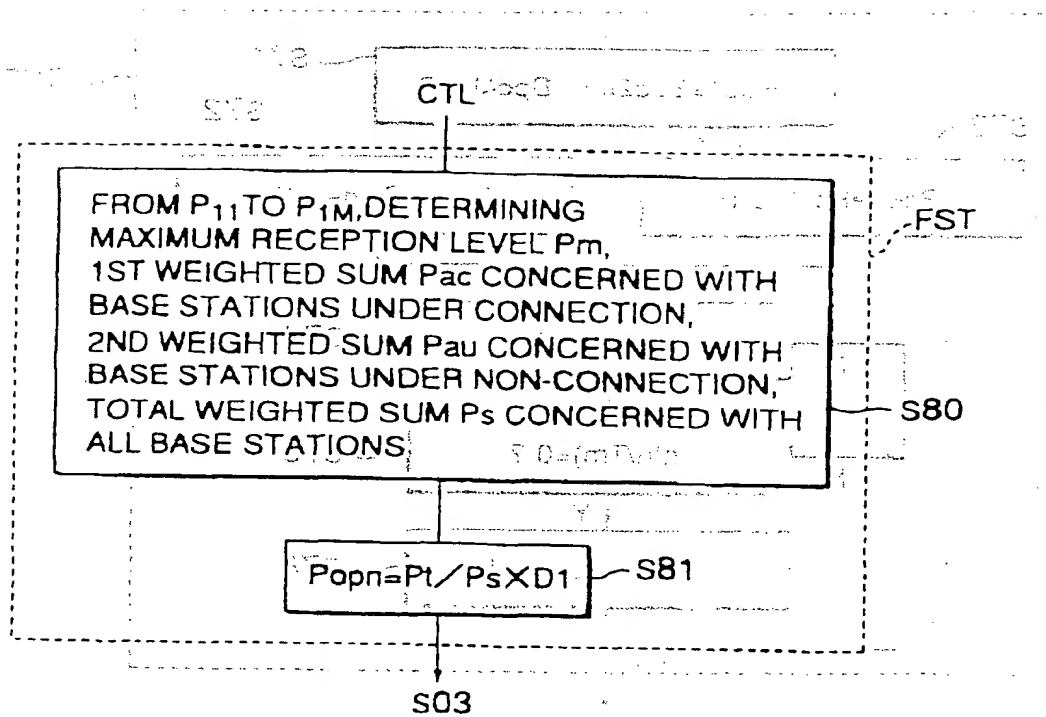 CTL
FROM P11 TO P1M, DETERMINING
MAXIMUM RECEPTION LEVEL Pm,
1ST WEIGHTED SUM Pac CONCERNED WITH
BASE STATIONS UNDER CONNECTION,
2ND WEIGHTED SUM Pau CONCERNED WITH
BASE STATIONS UNDER NON-CONNECTION,
TOTAL WEIGHTED SUM Ps CONCERNED WITH
ALL BASE STATIONS
FST
S80
Popn=Pt/Ps×D1
S81
S03